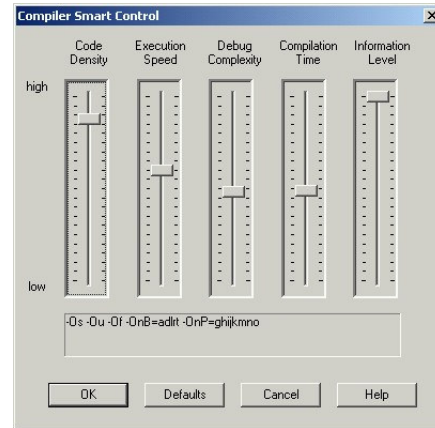 Compiler Smart Control
Code Density
Execution Speed
Debug Complexity
Compilation Time
Information Level
high
low
-Os -Ou -Of -OnB=adlrt -OnP=ghijkmno
OK
Defaults
Cancel
Help